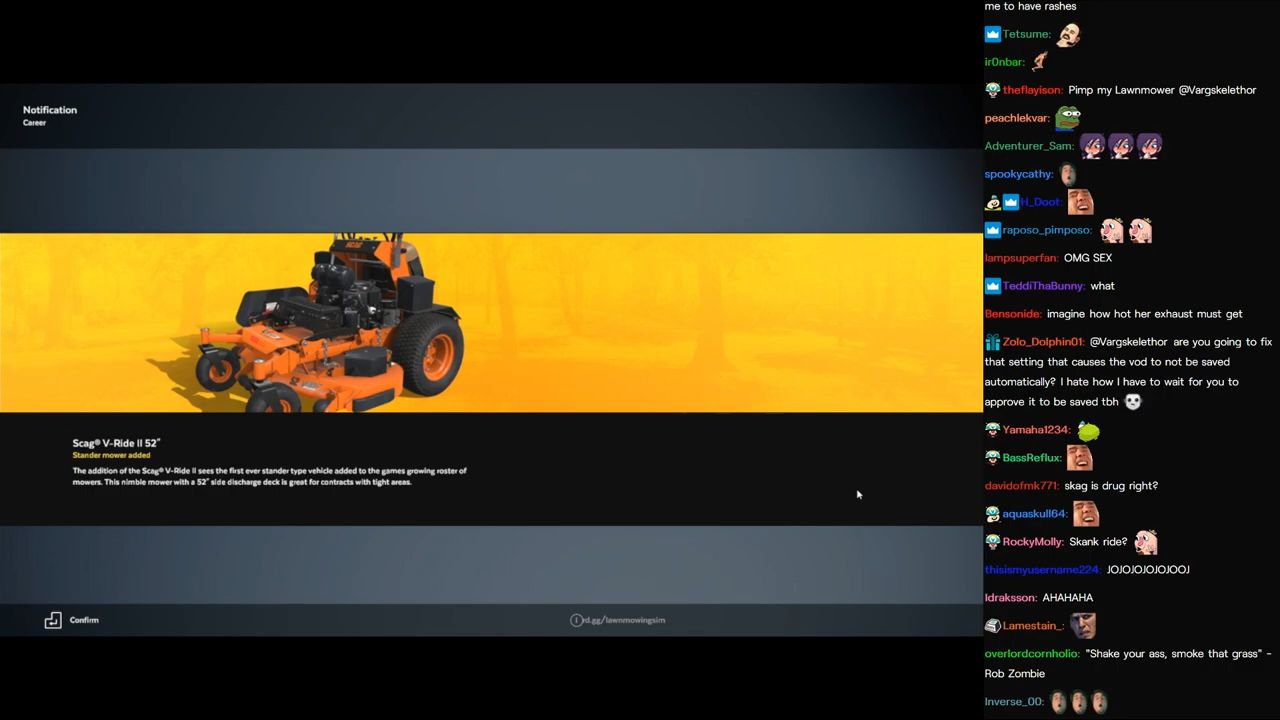 Notification
Career
SCAG
Scag® V-Ride II 52"
Stander mower added
The addition of the Scag® V-Ride II sees the first ever stander type vehicle added to the games growing roster of
mowers. This nimble mower with a 52" side discharge deck is great for contracts with tight areas.
Confirm
rd.gg/lawnmowingsim
me to have rashes
Tetsume:
ir0nbar:
theflayison: Pimp my Lawnmower @Vargskelethor
peachlekvar:
Adventurer_Sam:
spookycathy:
H_Doot:
raposo_pimposo:
lampsuperfan: OMG SEX
TeddiThaBunny: what
Bensonide: imagine how hot her exhaust must get
Zolo_Dolphin01: @Vargskelethor are you going to fix
that setting that causes the vod to not be saved
automatically? I hate how I have to wait for you to
approve it to be saved tbh
Yamaha1234:
BassReflux:
davidofmk771: skag is drug right?
aquaskull64:
RockyMolly: Skank ride?
thisismyusername224: JOJOJOJOJOJOOJ
ldraksson: AHAHAHA
Lamestain_:
overlordcornholio: "Shake your ass, smoke that grass" -
Rob Zombie
Inverse_00: